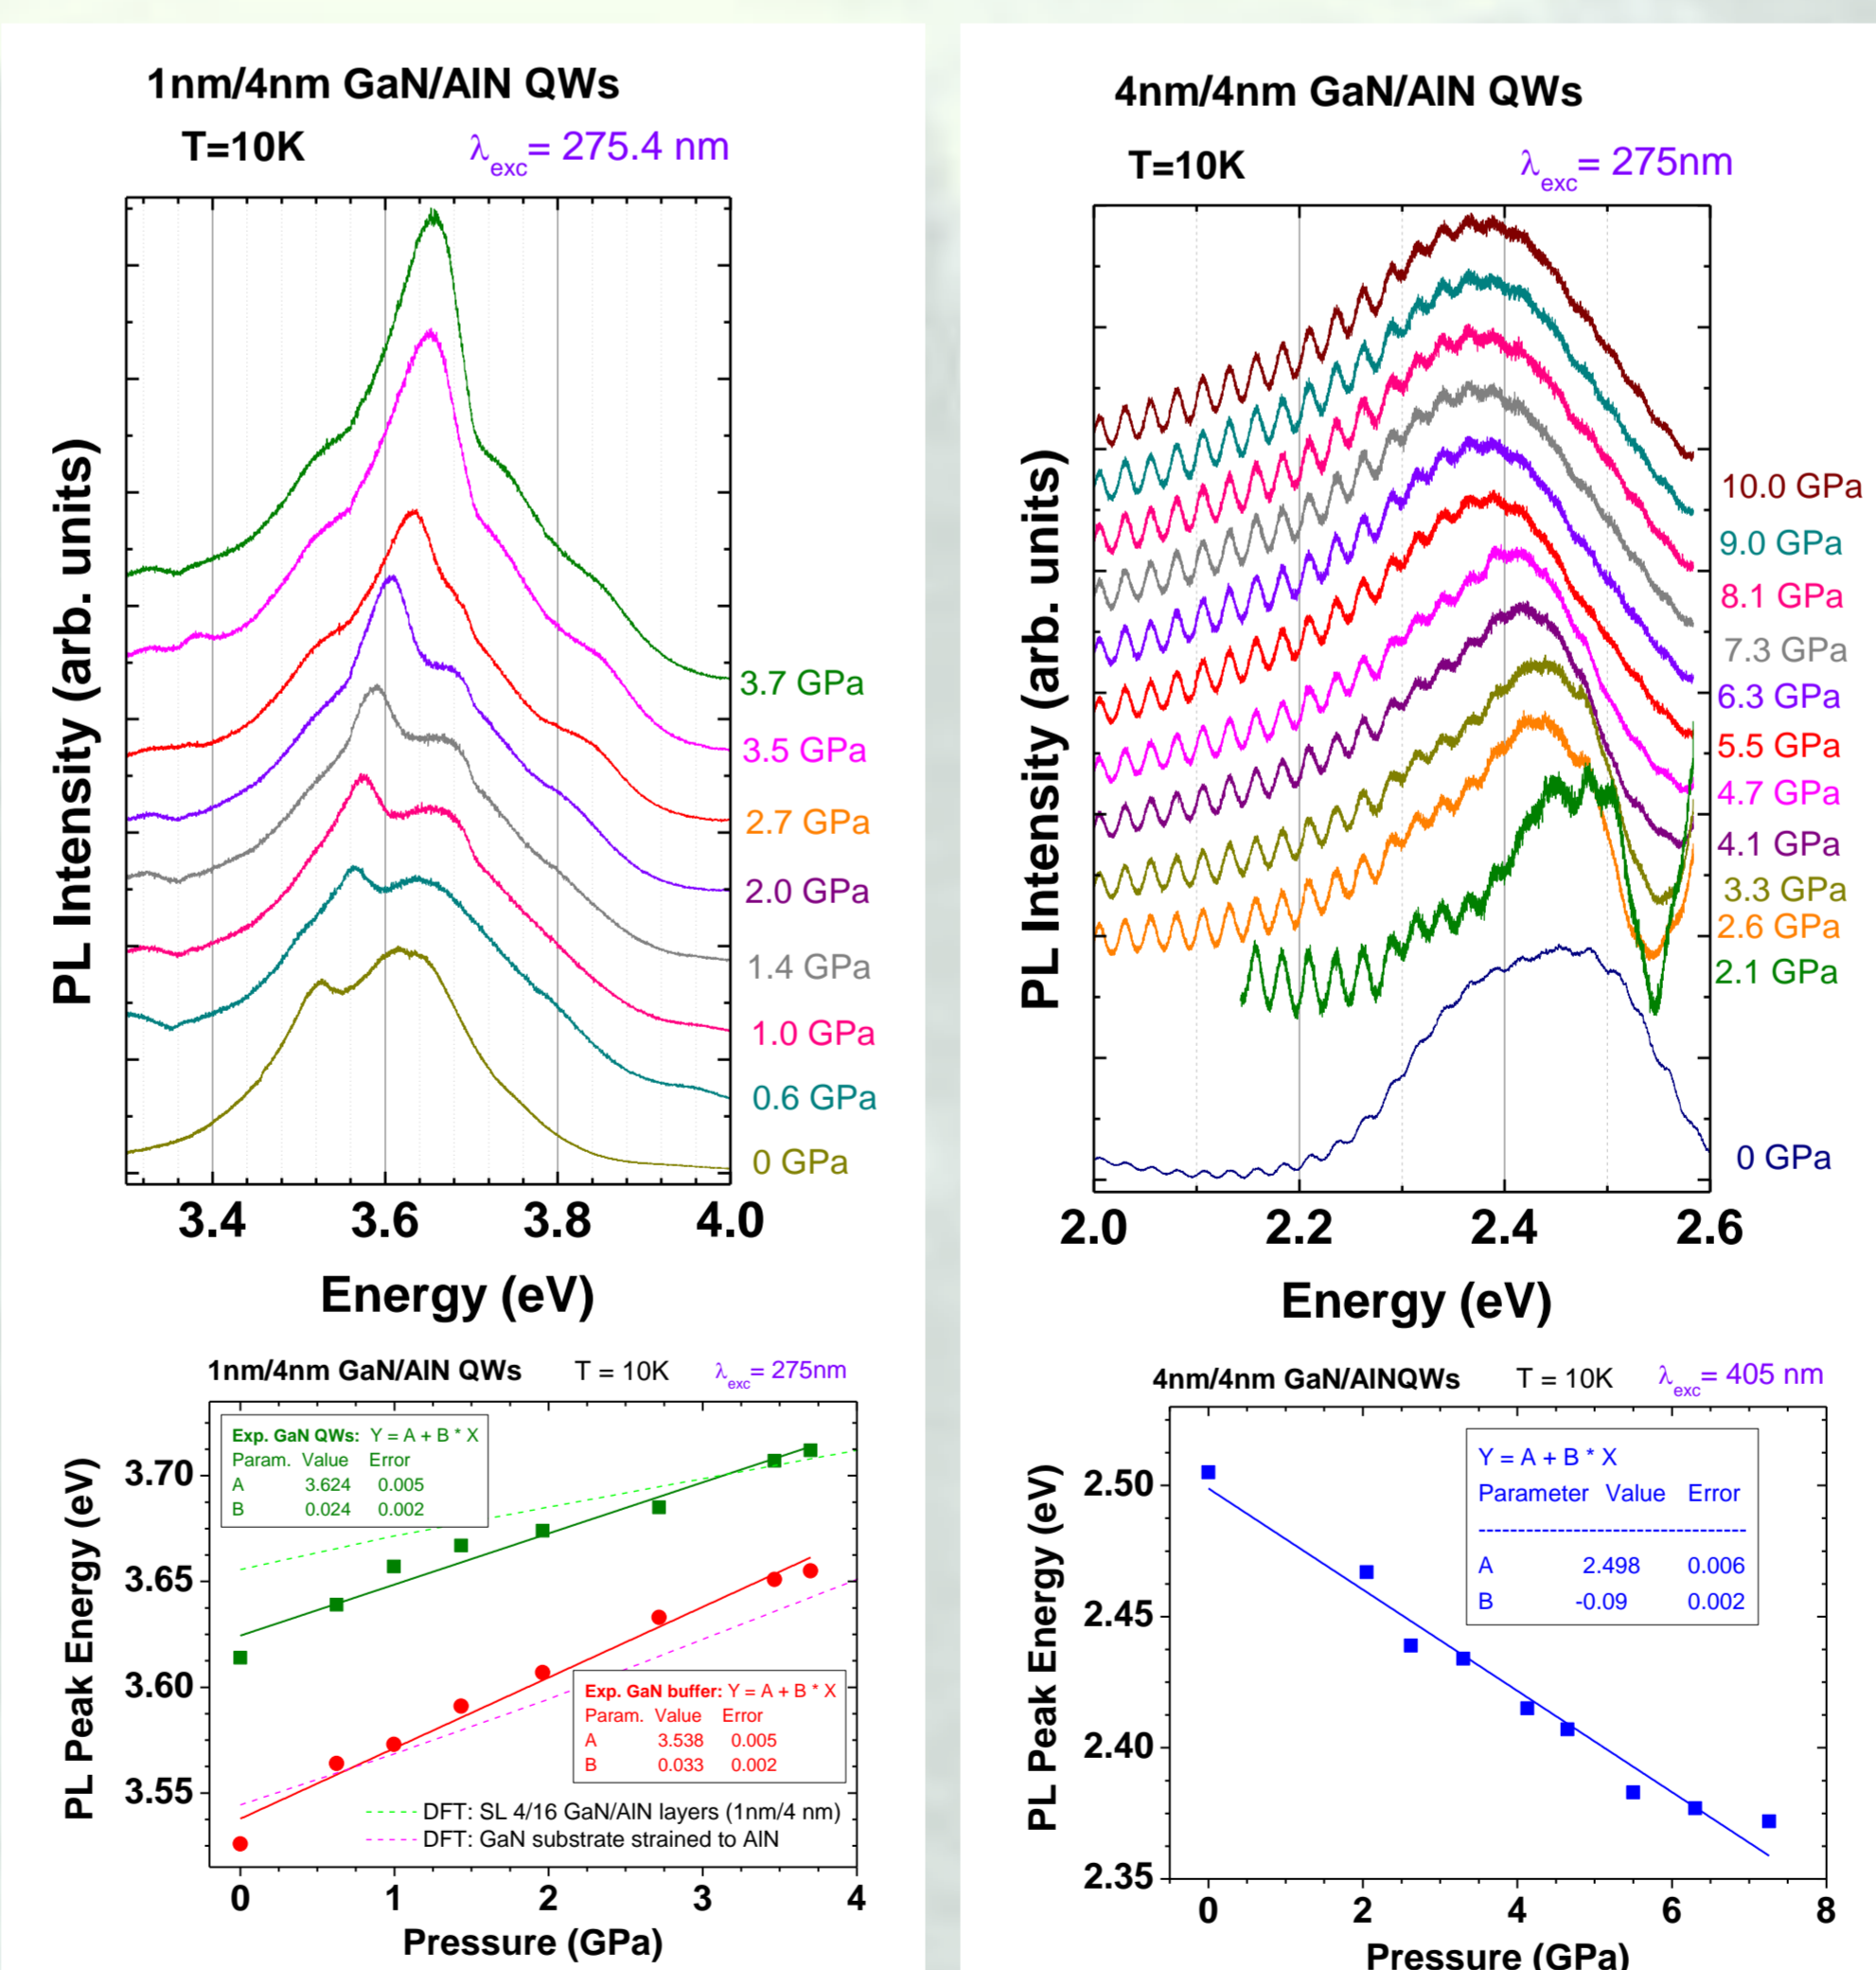 1nm/4nm GaN/AlN QWs
T=10K λexc= 275.4 nm
PL Intensity (arb. units)
3.7 GPa
3.5 GPa
2.7 GPa
2.0 GPa
1.4 GPa
1.0 GPa
0.6 GPa
0 GPa
3.4 3.6 3.8 4.0
Energy (eV)
4nm/4nm GaN/AlN QWs
T=10K λexc= 275nm
PL Intensity (arb. units)
10.0 GPa
9.0 GPa
8.1 GPa
7.3 GPa
6.3 GPa
5.5 GPa
4.7 GPa
4.1 GPa
3.3 GPa
2.6 GPa
2.1 GPa
0 GPa
2.0 2.2 2.4 2.6
Energy (eV)
1nm/4nm GaN/AlN QWs T = 10K λexc= 275nm
PL Peak Energy (eV)
3.70
3.65
3.60
3.55
Exp. GaN QWs: Y = A + B * X
Param. Value Error
A 3.624 0.005
B 0.024 0.002
Exp. GaN buffer: Y = A + B * X
Param. Value Error
A 3.538 0.005
B 0.033 0.002
DFT: SL 4/16 GaN/AlN layers (1nm/4 nm)
DFT: GaN substrate strained to AlN
0 1 2 3 4
Pressure (GPa)
4nm/4nm GaN/AlNQWs T = 10K λexc= 405 nm
PL Peak Energy (eV)
2.50
2.45
2.40
2.35
Y = A + B * X
Parameter Value Error
----------------------------------
A 2.498 0.006
B -0.09 0.002
0 2 4 6 8
Pressure (GPa)